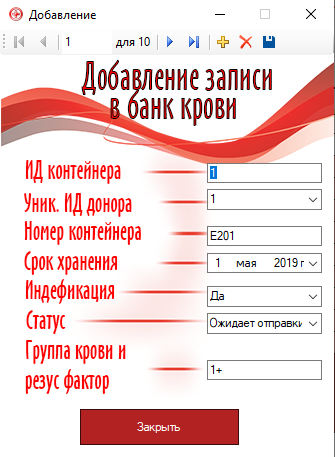 Добавление
1 для 10
Добавление записи
в банк крови
ИД контейнера 1
Уник. ИД донора 1
Номер контейнера E201
Срок хранения 1 мая 2019 г
Индефикация Да
Статус Ожидает отправки
Группа крови и
резус фактор 1+
Закрыть